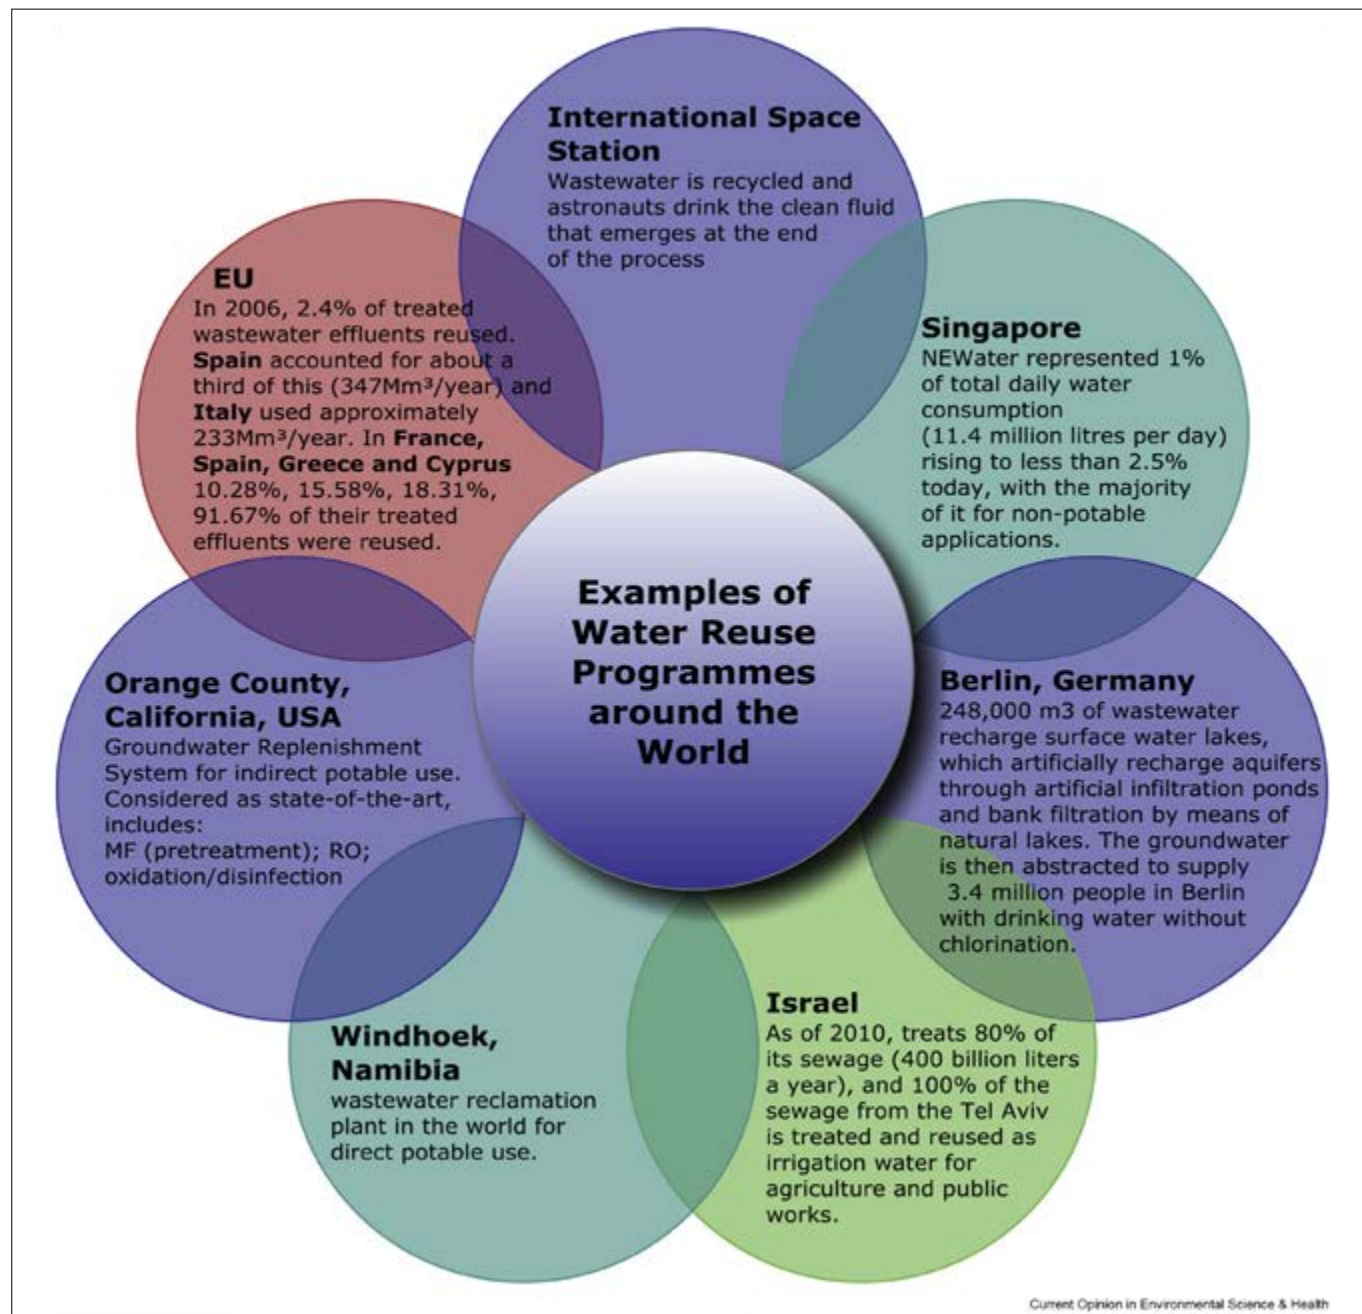 International Space
Station
Wastewater is recycled and
astronauts drink the clean fluid
that emerges at the end
of the process
EU
In 2006, 2.4% of treated
wastewater effluents reused.
Spain accounted for about a
third of this (347Mm³/year) and
Italy used approximately
233Mm³/year. In France,
Spain, Greece and Cyprus
10.28%, 15.58%, 18.31%,
91.67% of their treated
effluents were reused.
Singapore
NEWater represented 1%
of total daily water
consumption
(11.4 million litres per day)
rising to less than 2.5%
today, with the majority
of it for non-potable
applications.
Examples of
Water Reuse
Programmes
around the
World
Orange County,
California, USA
Groundwater Replenishment
System for indirect potable use.
Considered as state-of-the-art,
includes:
MF (pretreatment); RO;
oxidation/disinfection
Berlin, Germany
248,000 m3 of wastewater
recharge surface water lakes,
which artificially recharge aquifers
through artificial infiltration ponds
and bank filtration by means of
natural lakes. The groundwater
is then abstracted to supply
3.4 million people in Berlin
with drinking water without
chlorination.
Windhoek,
Namibia
wastewater reclamation
plant in the world for
direct potable use.
Israel
As of 2010, treats 80% of
its sewage (400 billion liters
a year), and 100% of the
sewage from the Tel Aviv
is treated and reused as
irrigation water for
agriculture and public
works.
Current Opinion in Environmental Science & Health